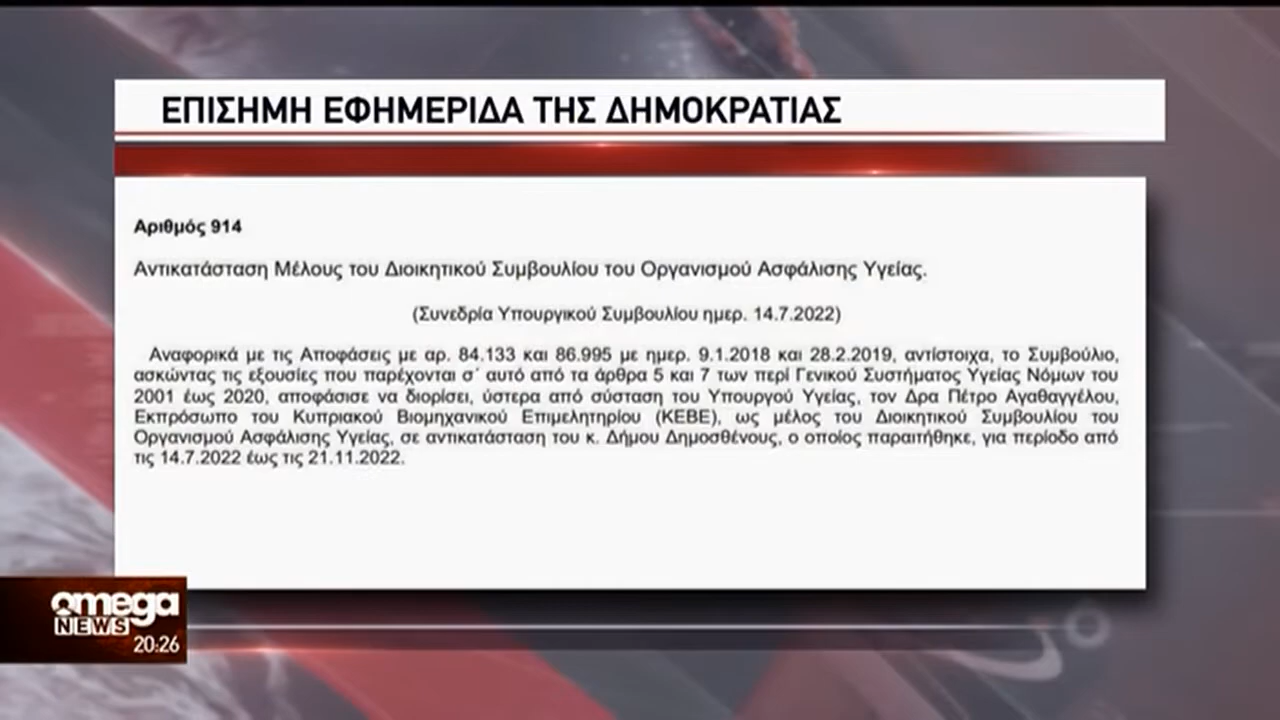 ΕΠΙΣΗΜΗ ΕΦΗΜΕΡΙΔΑ ΤΗΣ ΔΗΜΟΚΡΑΤΙΑΣ
Αριθμός 914
Αντικατάσταση Μέλους του Διοικητικού Συμβουλίου του Οργανισμού Ασφάλισης Υγείας.
(Συνεδρία Υπουργικού Συμβουλίου ημερ. 14.7.2022)
Αναφορικά με τις Αποφάσεις με αρ. 84.133 και 86.995 με ημερ. 9.1.2018 και 28.2.2019, αντίστοιχα, το Συμβούλιο,
ασκώντας τις εξουσίες που παρέχονται σ΄ αυτό από τα άρθρα 5 και 7 των περί Γενικού Συστήματος Υγείας Νόμων του
2001 έως 2020, αποφάσισε να διορίσει, ύστερα από σύσταση του Υπουργού Υγείας, τον Δρα Πέτρο Αγαθαγγέλου,
Εκπρόσωπο του Κυπριακού Βιομηχανικού Επιμελητηρίου (ΚΕΒΕ), ως μέλος του Διοικητικού Συμβουλίου του
Οργανισμού Ασφάλισης Υγείας, σε αντικατάσταση του κ. Δήμου Δημοσθένους, ο οποίος παραιτήθηκε, για περίοδο από
τις 14.7.2022 έως τις 21.11.2022.
omega
NEWS
20:26